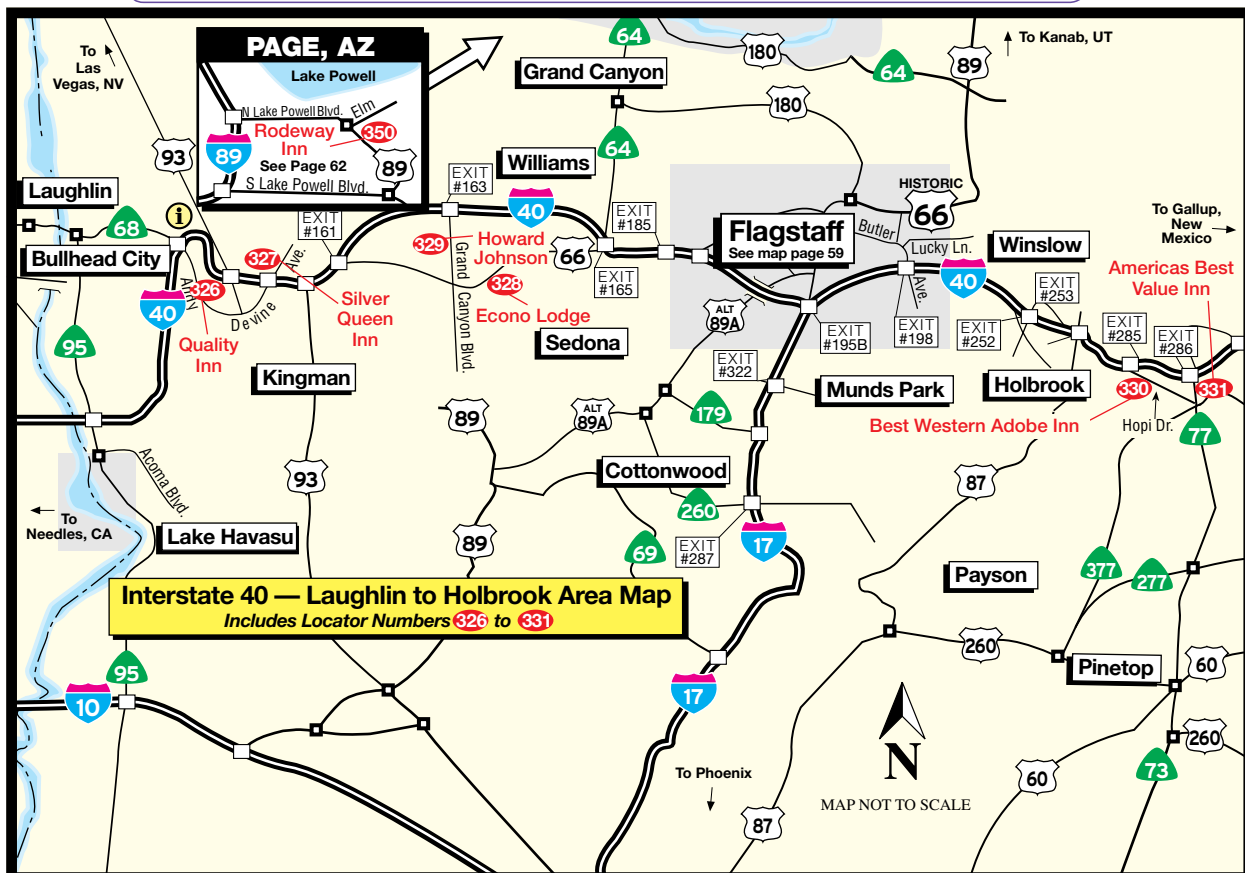 To
Las
Vegas, NV
PAGE, AZ
Lake Powell
N Lake Powell Blvd.
Elm
Rodeway
Inn
350
89
See Page 62
89
S Lake Powell Blvd.
64
Grand Canyon
180
64
89
To Kanab, UT
180
93
64
Williams
EXIT
#163
Laughlin
68
i
EXIT
#161
40
EXIT
#185
HISTORIC
66
To Gallup,
New
Mexico
Bullhead City
327
Ave.
329
Howard
Johnson
66
Flagstaff
See map page 59
Butler
Lucky Ln.
Winslow
Americas Best
Value Inn
326
Andy
Devine
40
Quality
Inn
Silver
Queen
Inn
Grand Canyon Blvd.
328
Econo Lodge
EXIT
#165
Ave.
40
EXIT
#253
EXIT
#252
EXIT
#285
EXIT
#286
95
Kingman
Sedona
ALT
89A
EXIT
#195B
EXIT
#198
EXIT
#322
Munds Park
Holbrook
330
331
Best Western Adobe Inn
Hopi Dr.
89
ALT
89A
179
77
Acoma Blvd.
93
Cottonwood
87
To
Needles, CA
Lake Havasu
89
260
69
EXIT
#287
17
Payson
377
277
Interstate 40 — Laughlin to Holbrook Area Map
Includes Locator Numbers 326 to 331
260
95
10
17
Pinetop
60
N
260
To Phoenix
MAP NOT TO SCALE
60
73
87